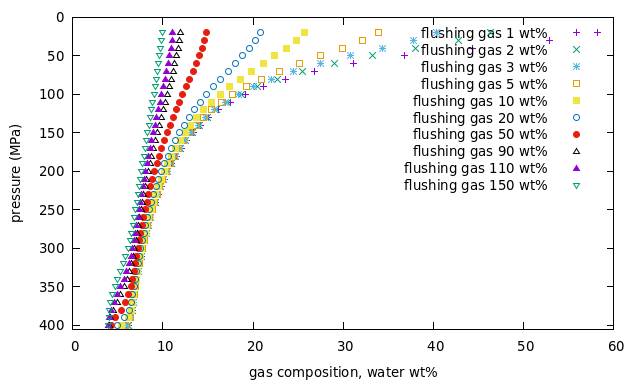 0
50
100
150
200
250
300
350
400
pressure (MPa)
flushing gas 1 wt%
flushing gas 2 wt%
flushing gas 3 wt%
flushing gas 5 wt%
flushing gas 10 wt%
flushing gas 20 wt%
flushing gas 50 wt%
flushing gas 90 wt%
flushing gas 110 wt%
flushing gas 150 wt%
0 10 20 30 40 50 60
gas composition, water wt%